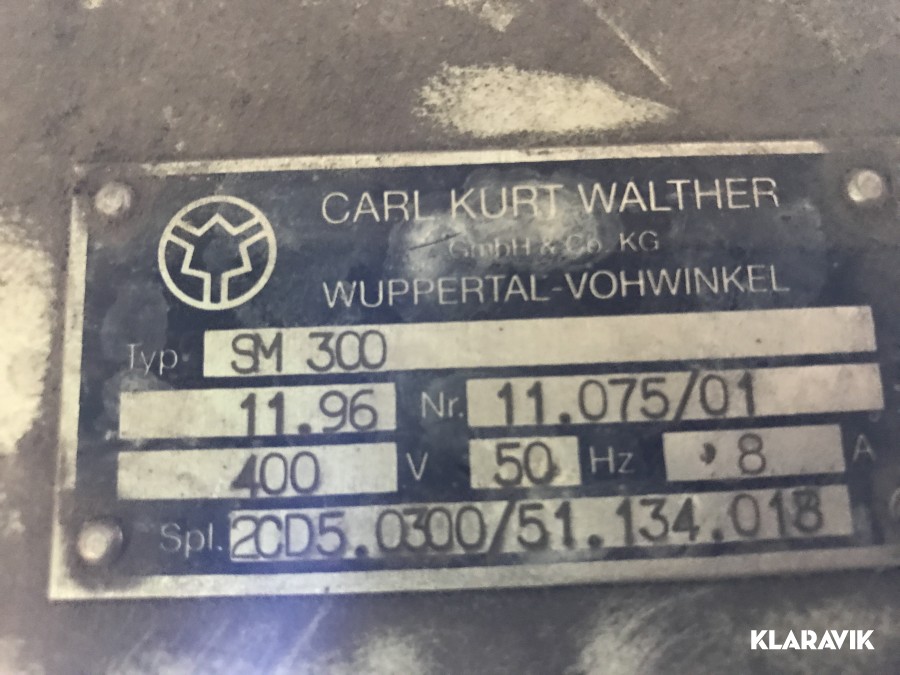 CARL KURT WALTHER
GmbH & Co. KG
WUPPERTAL-VOHWINKEL
Typ SM 300
11.96 Nr. 11.075/01
400 V 50 Hz 8 A
Spl. 2CD5.0300/51.134.018
KLARAVIK